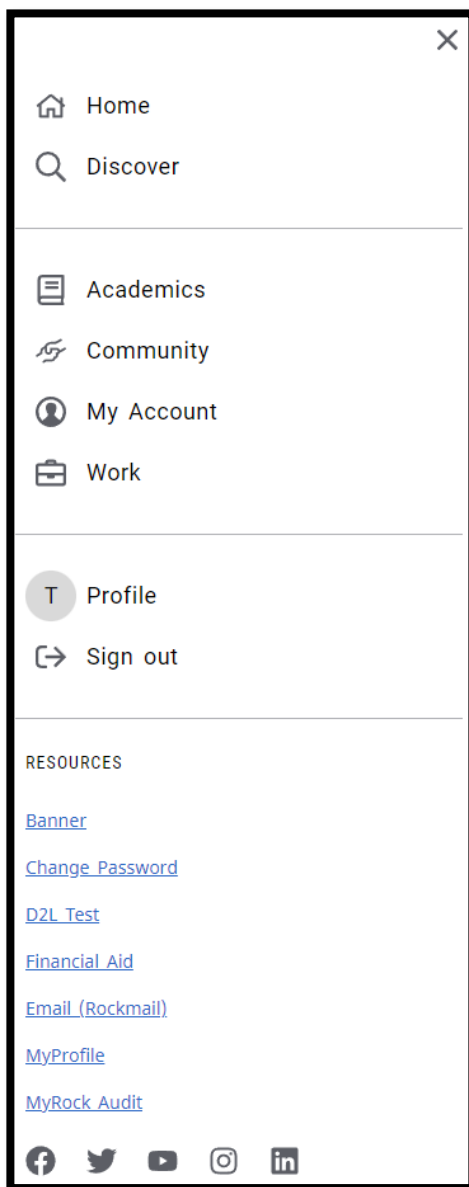 Home
Discover
Academics
Community
My Account
Work
T Profile
Sign out
RESOURCES
Banner
Change Password
D2L Test
Financial Aid
Email (Rockmail)
MyProfile
MyRock Audit